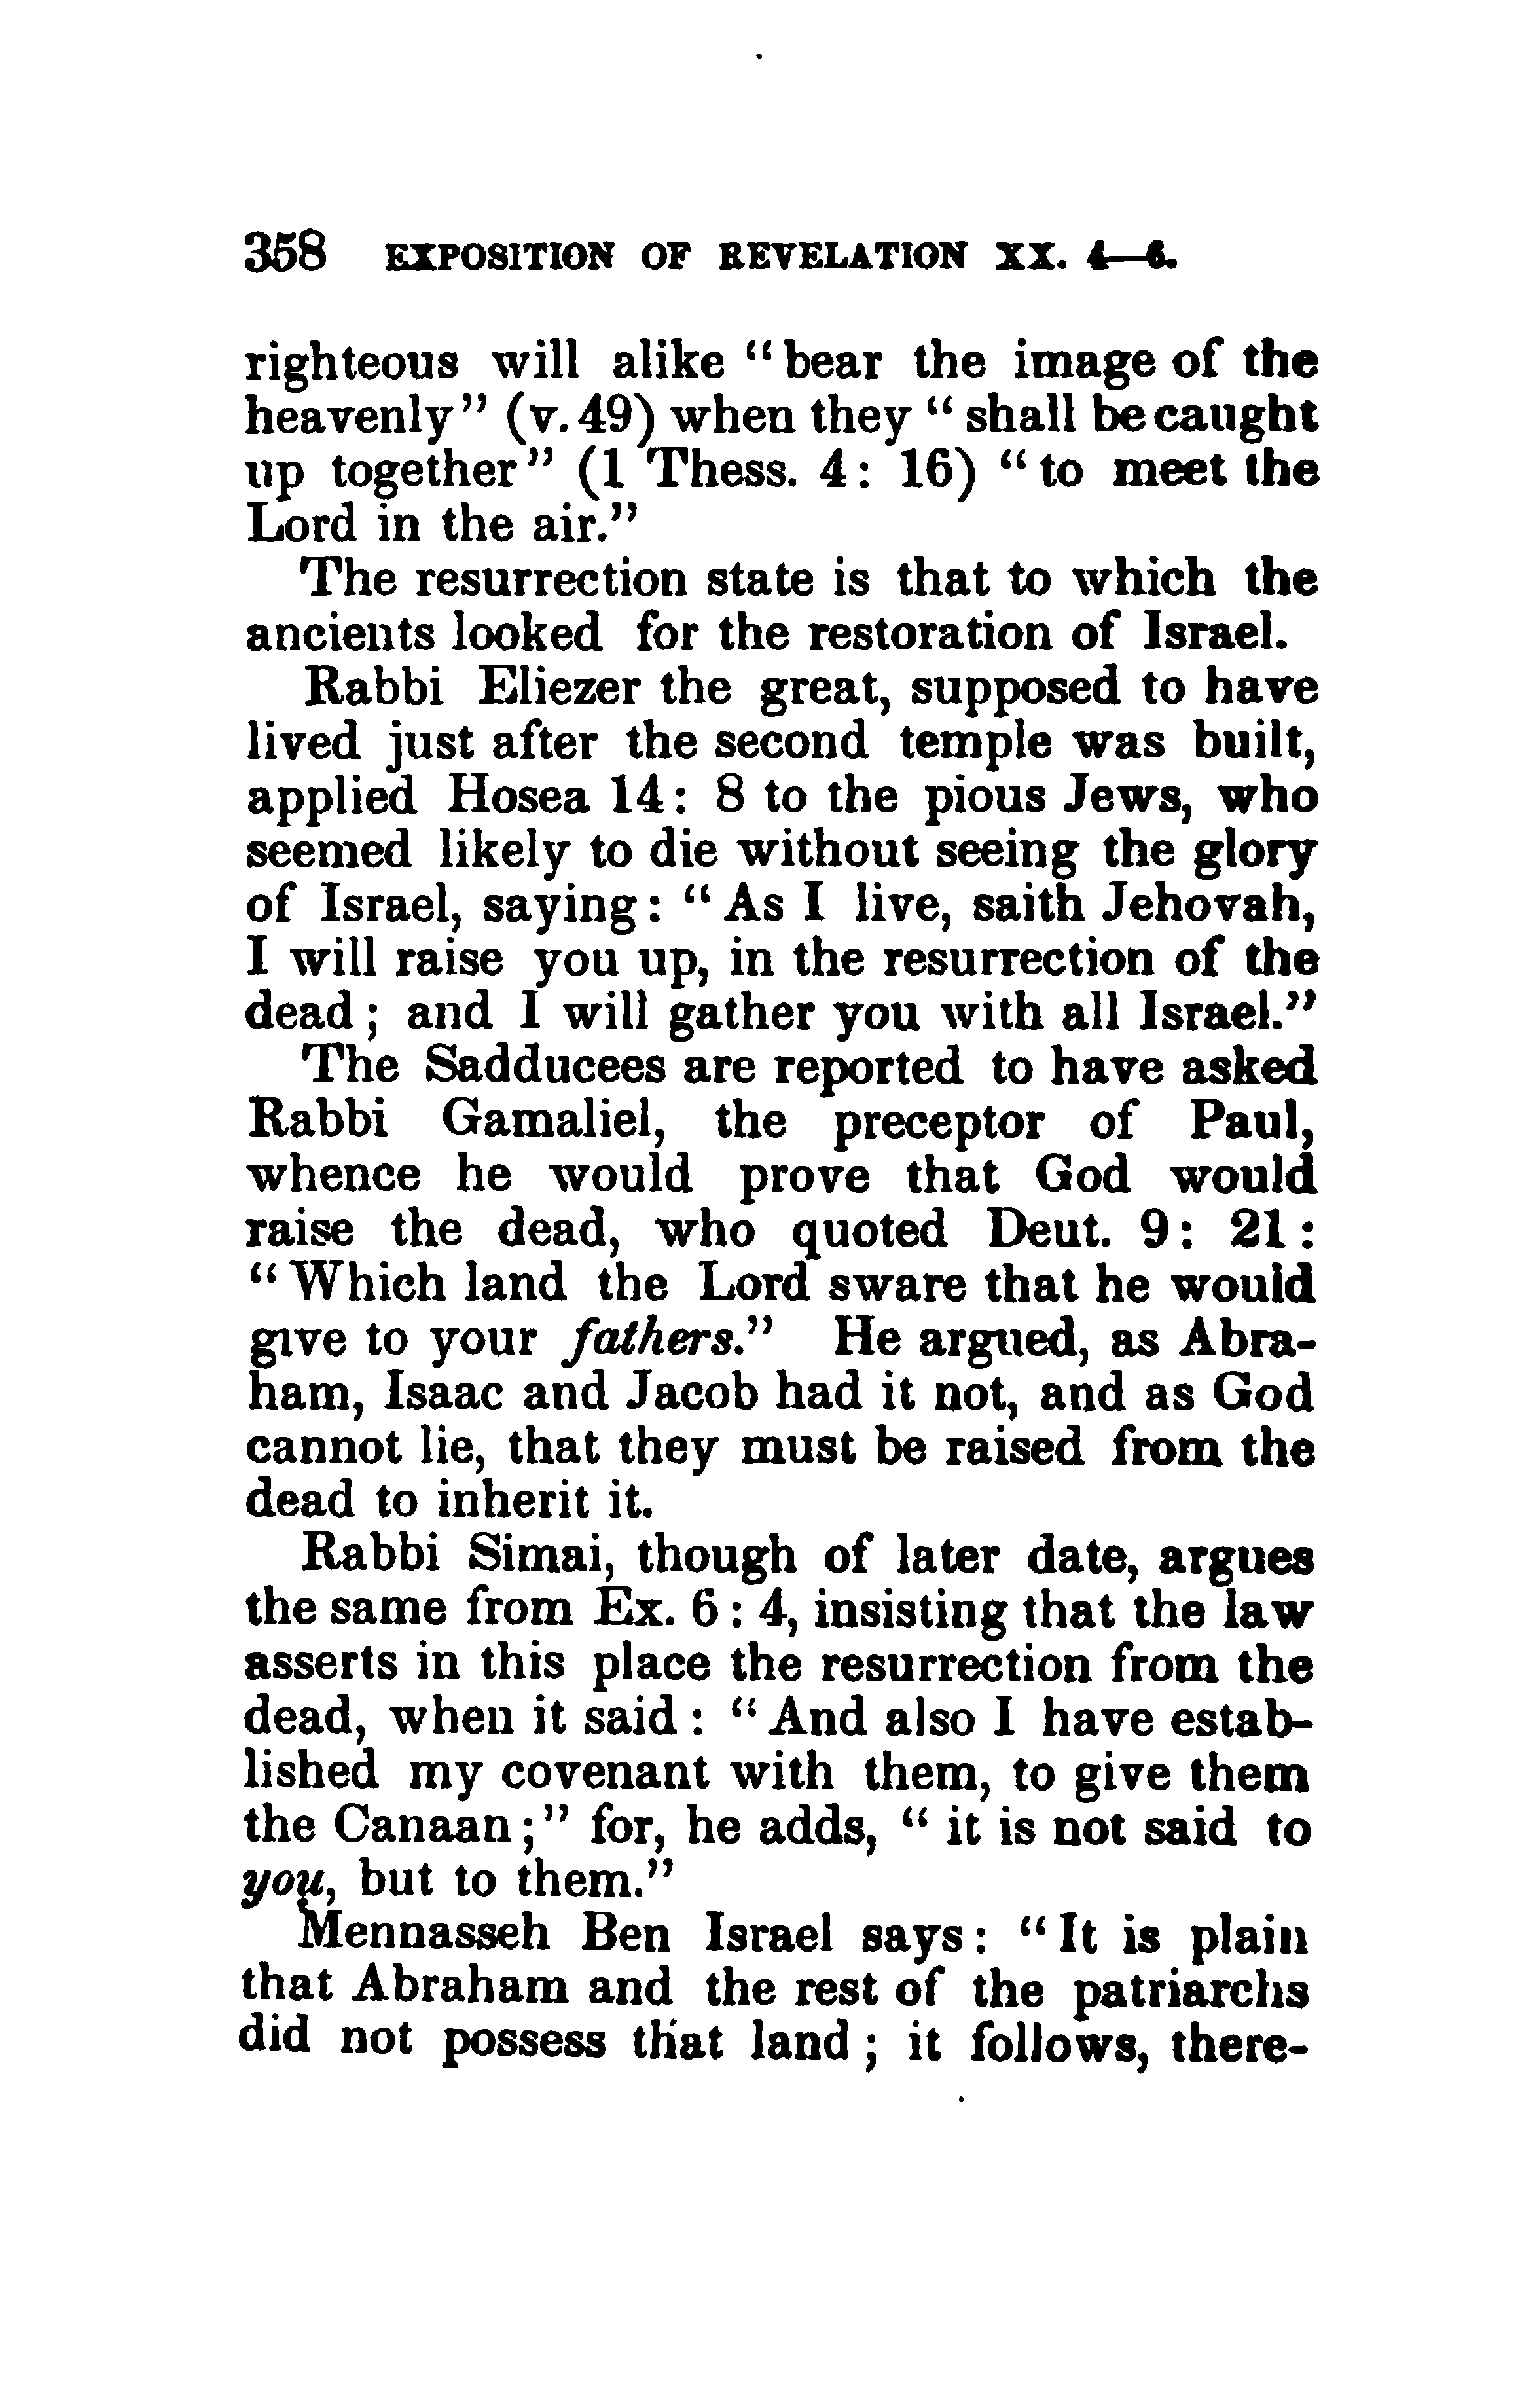 358 EXPOSITION OF REVELATION XX. 4—6.
righteous will alike "bear the image of the
heavenly" (v. 49) when they "shall be caught
up together" (1 Thess. 4: 16) "to meet the
Lord in the air."
The resurrection state is that to which the
ancients looked for the restoration of Israel.
Rabbi Eliezer the great, supposed to have
lived just after the second temple was built,
applied Hosea 14: 8 to the pious Jews, who
seemed likely to die without seeing the glory
of Israel, saying: "As I live, saith Jehovah,
I will raise you up, in the resurrection of the
dead; and I will gather you with all Israel."
The Sadducees are reported to have asked
Rabbi Gamaliel, the preceptor of Paul,
whence he would prove that God would
raise the dead, who quoted Deut. 9: 21:
"Which land the Lord sware that he would
give to your fathers." He argued, as Abra-
ham, Isaac and Jacob had it not, and as God
cannot lie, that they must be raised from the
dead to inherit it.
Rabbi Simai, though of later date, argues
the same from Ex. 6: 4, insisting that the law
asserts in this place the resurrection from the
dead, when it said: "And also I have estab-
lished my covenant with them, to give them
the Canaan;" for, he adds, "it is not said to
you, but to them."
Mennasseh Ben Israel says: "It is plain
that Abraham and the rest of the patriarchs
did not possess that land; it follows, there-